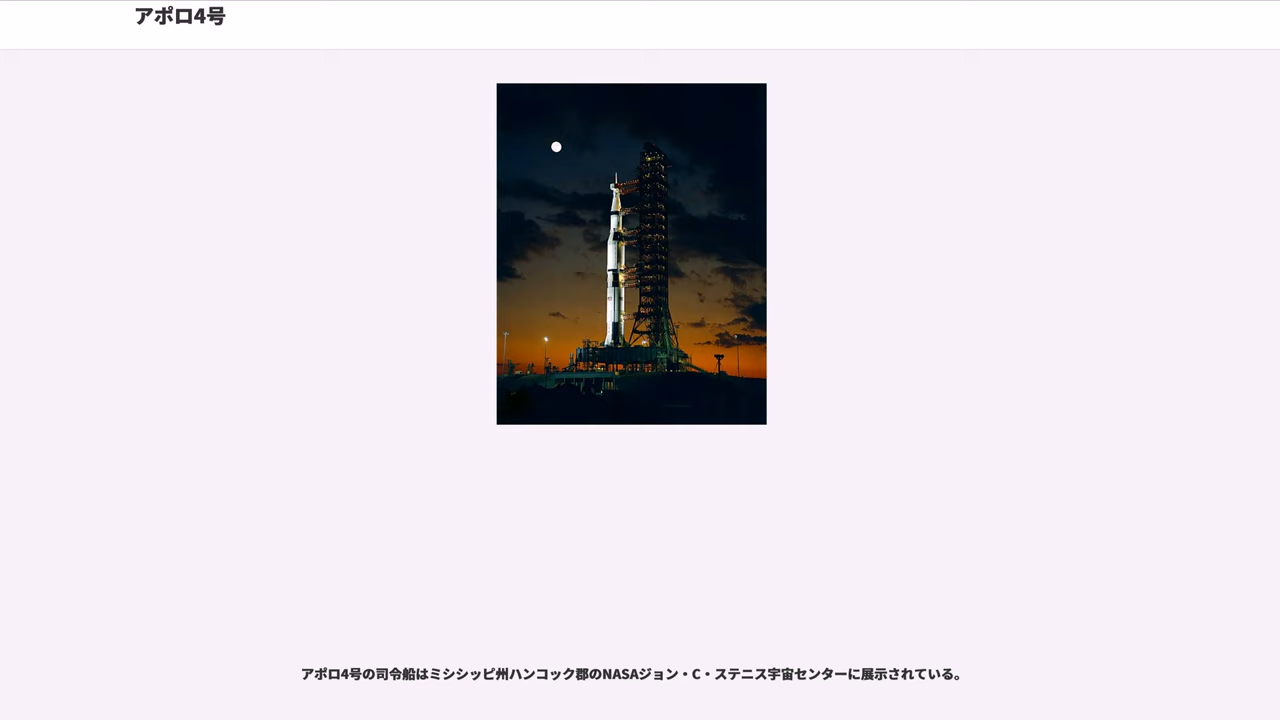 アポロ4号
アポロ4号の司令船はミシシッピ州ハンコック郡のNASAジョン・C・ステニス宇宙センターに展示されている。